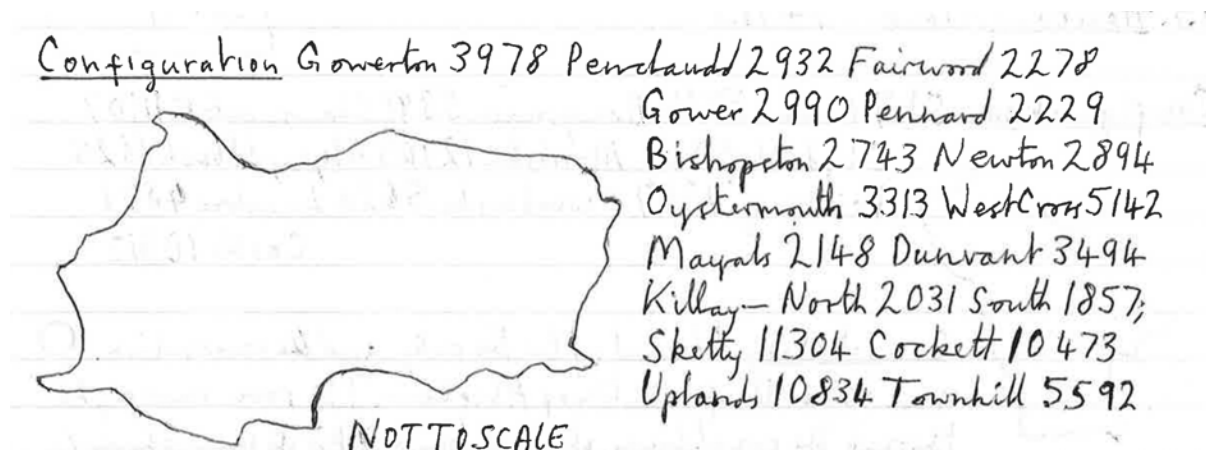 Configuration Gowerton 3978 Penclawdd 2932 Fairwood 2278
Gower 2990 Pennard 2229
Bishopston 2743 Newton 2894
Oystermouth 3313 West Cross 5142
Mayals 2148 Dunvant 3494
Killay - North 2031 South 1857;
Sketty 11304 Cockett 10473
Uplands 10834 Townhill 5592
NOT TO SCALE